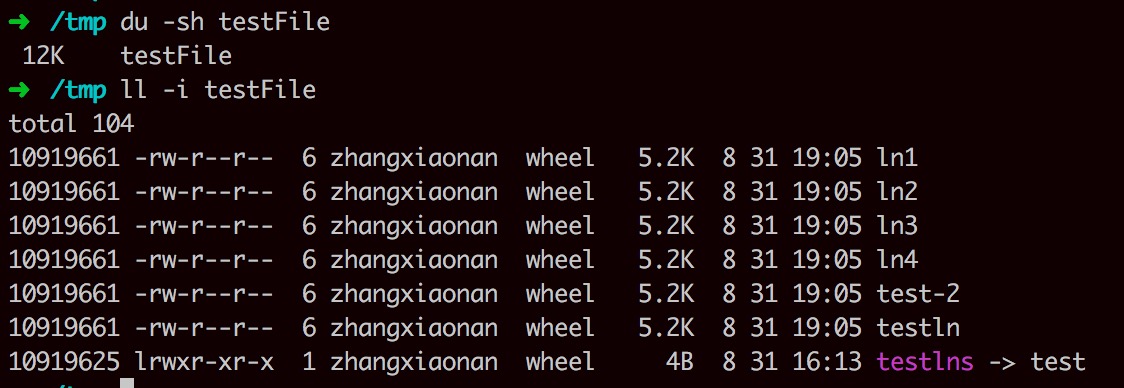 ➜ /tmp du -sh testFile
 12K    testFile
➜ /tmp ll -i testFile
total 104
10919661 -rw-r--r--  6 zhangxiaonan  wheel   5.2K  8 31 19:05 ln1
10919661 -rw-r--r--  6 zhangxiaonan  wheel   5.2K  8 31 19:05 ln2
10919661 -rw-r--r--  6 zhangxiaonan  wheel   5.2K  8 31 19:05 ln3
10919661 -rw-r--r--  6 zhangxiaonan  wheel   5.2K  8 31 19:05 ln4
10919661 -rw-r--r--  6 zhangxiaonan  wheel   5.2K  8 31 19:05 test-2
10919661 -rw-r--r--  6 zhangxiaonan  wheel   5.2K  8 31 19:05 testln
10919625 lrwxr-xr-x  1 zhangxiaonan  wheel     4B  8 31 16:13 testlns -> test